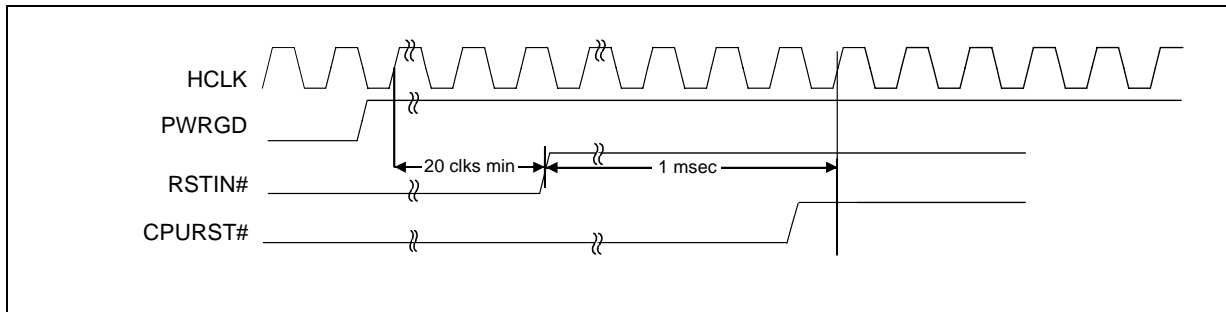 HCLK
PWRGD
20 clks min
1 msec
RSTIN#
CPURST#